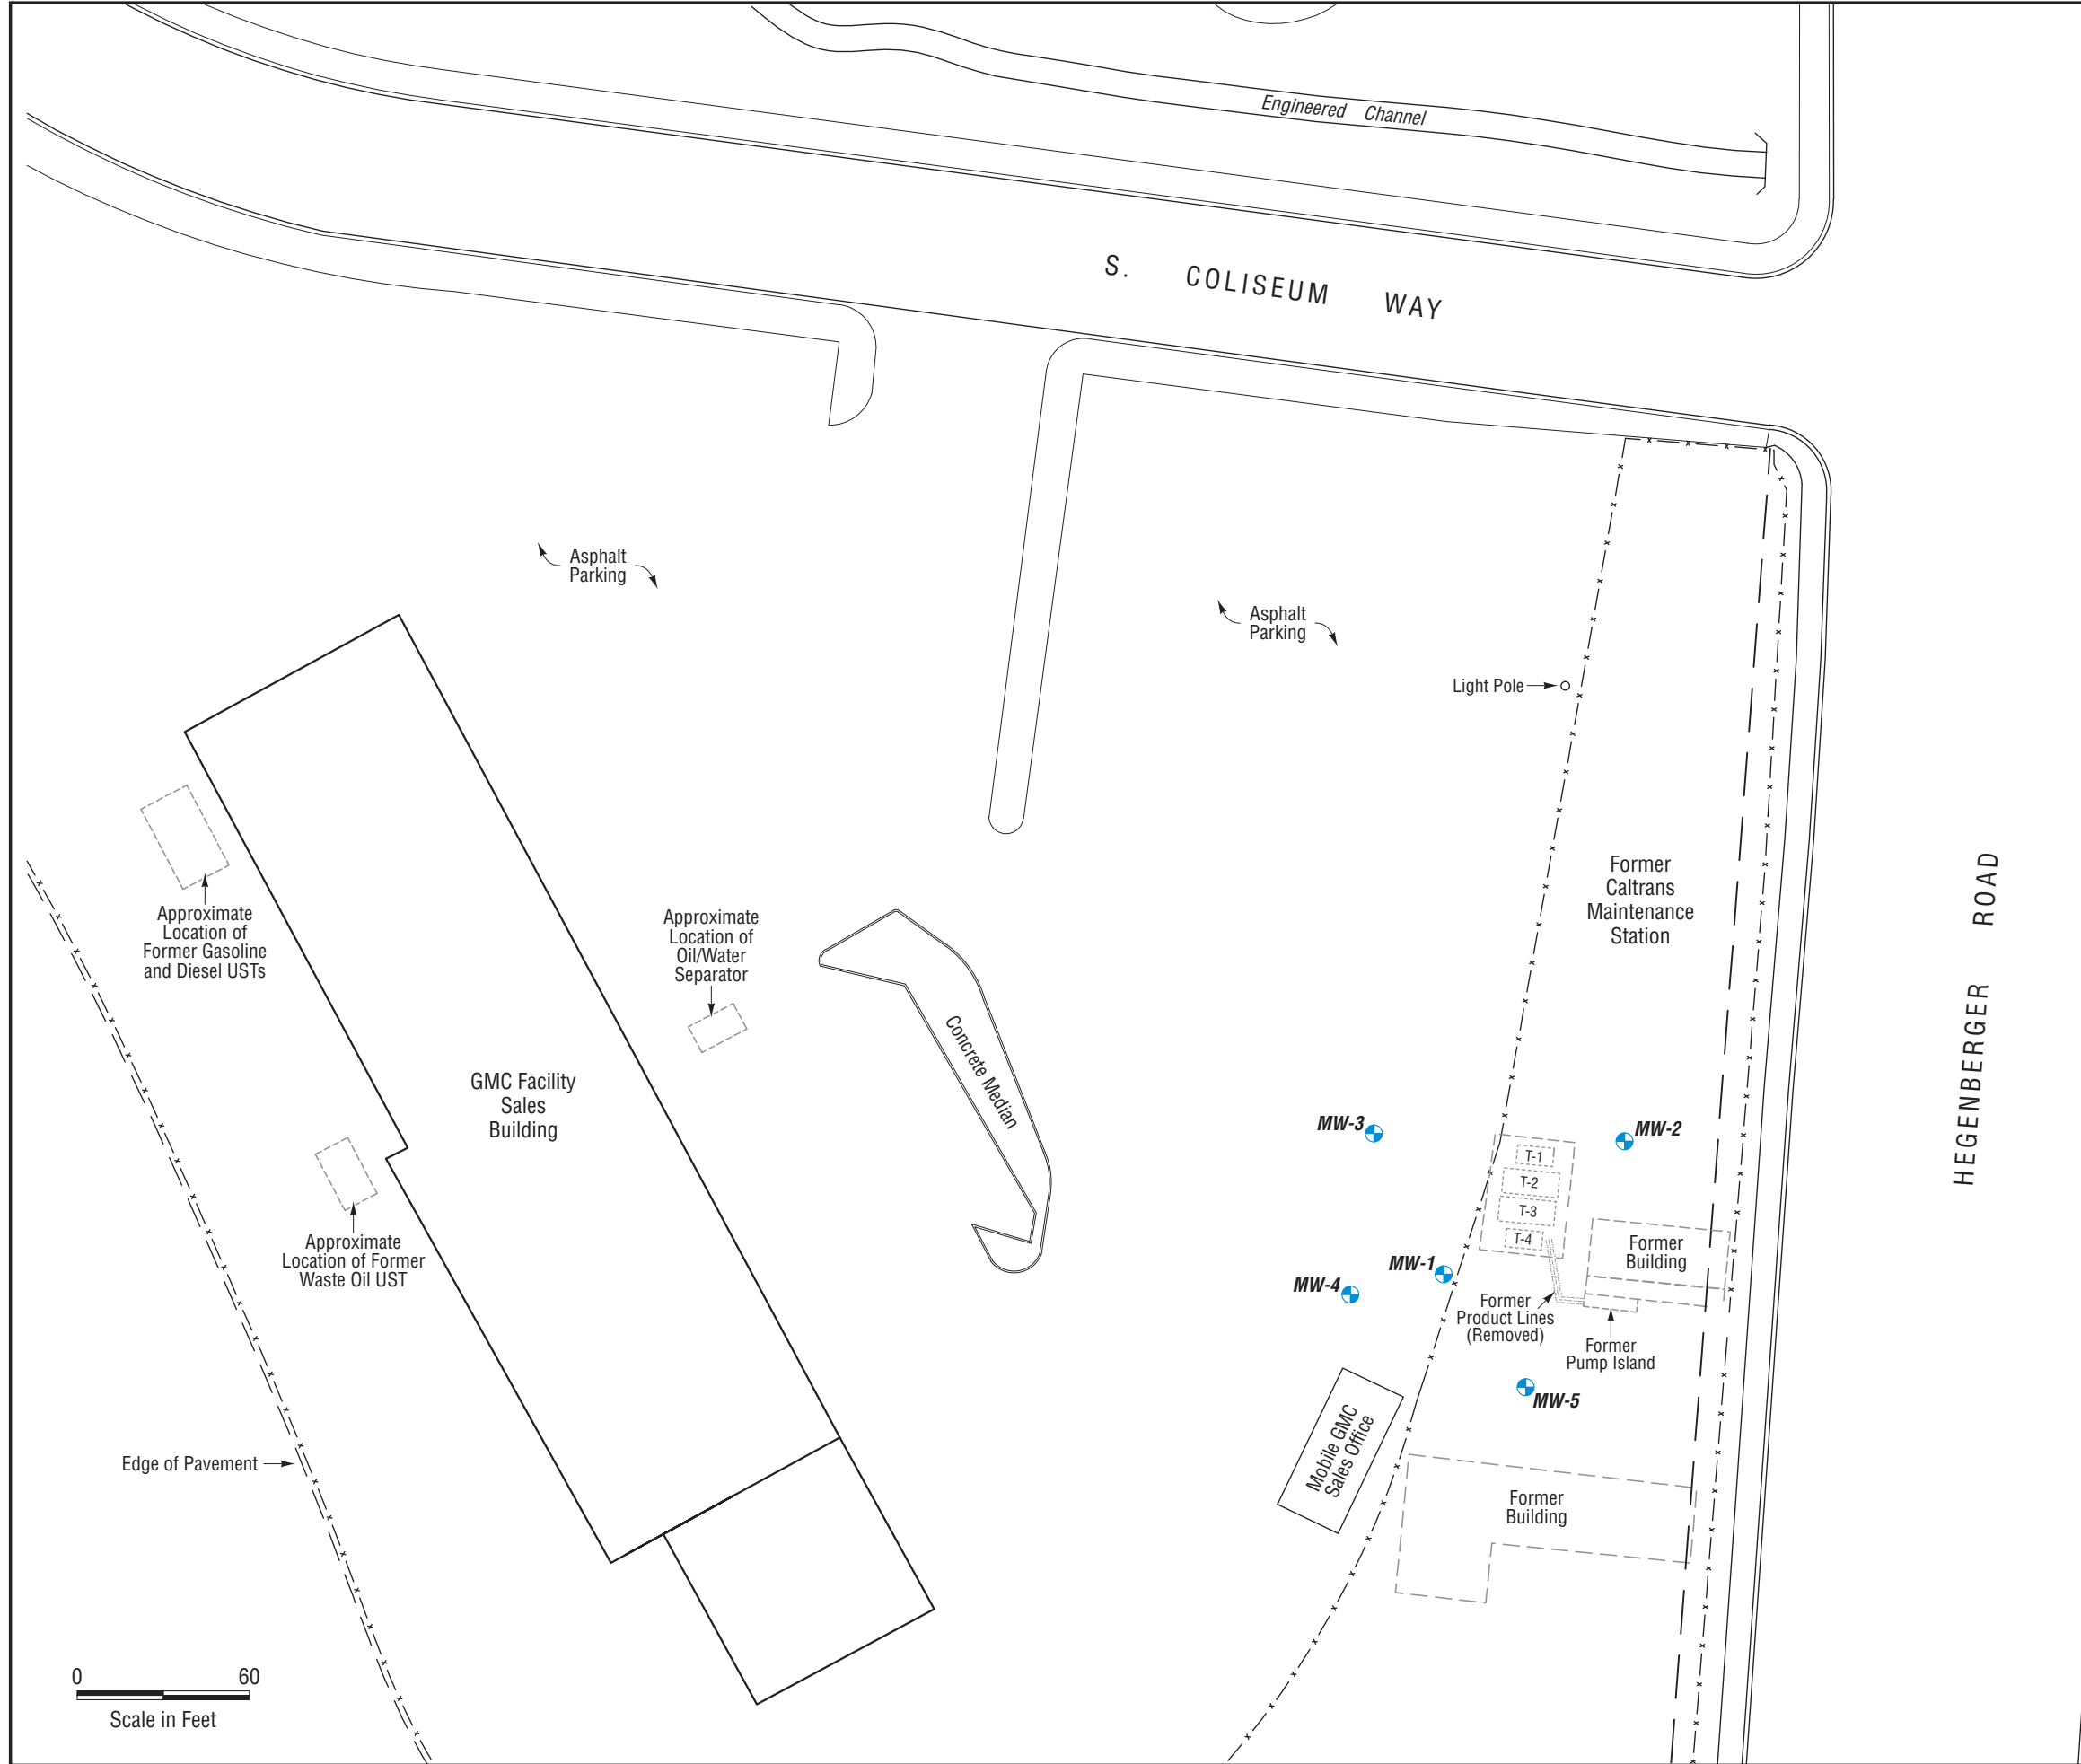 Engineered Channel
S. COLISEUM WAY
Asphalt
Parking
Asphalt
Parking
Light Pole
Former
Caltrans
Maintenance
Station
HEGENBERGER ROAD
Approximate
Location of
Former Gasoline
and Diesel USTs
Approximate
Location of
Oil/Water
Separator
Concrete Median
GMC Facility
Sales
Building
MW-3
MW-2
T-1
T-2
T-3
T-4
Former
Building
Approximate
Location of Former
Waste Oil UST
MW-1
MW-4
Former
Product Lines
(Removed)
Former
Pump Island
MW-5
Mobile GMC
Sales Office
Edge of Pavement
Former
Building
0 60
Scale in Feet